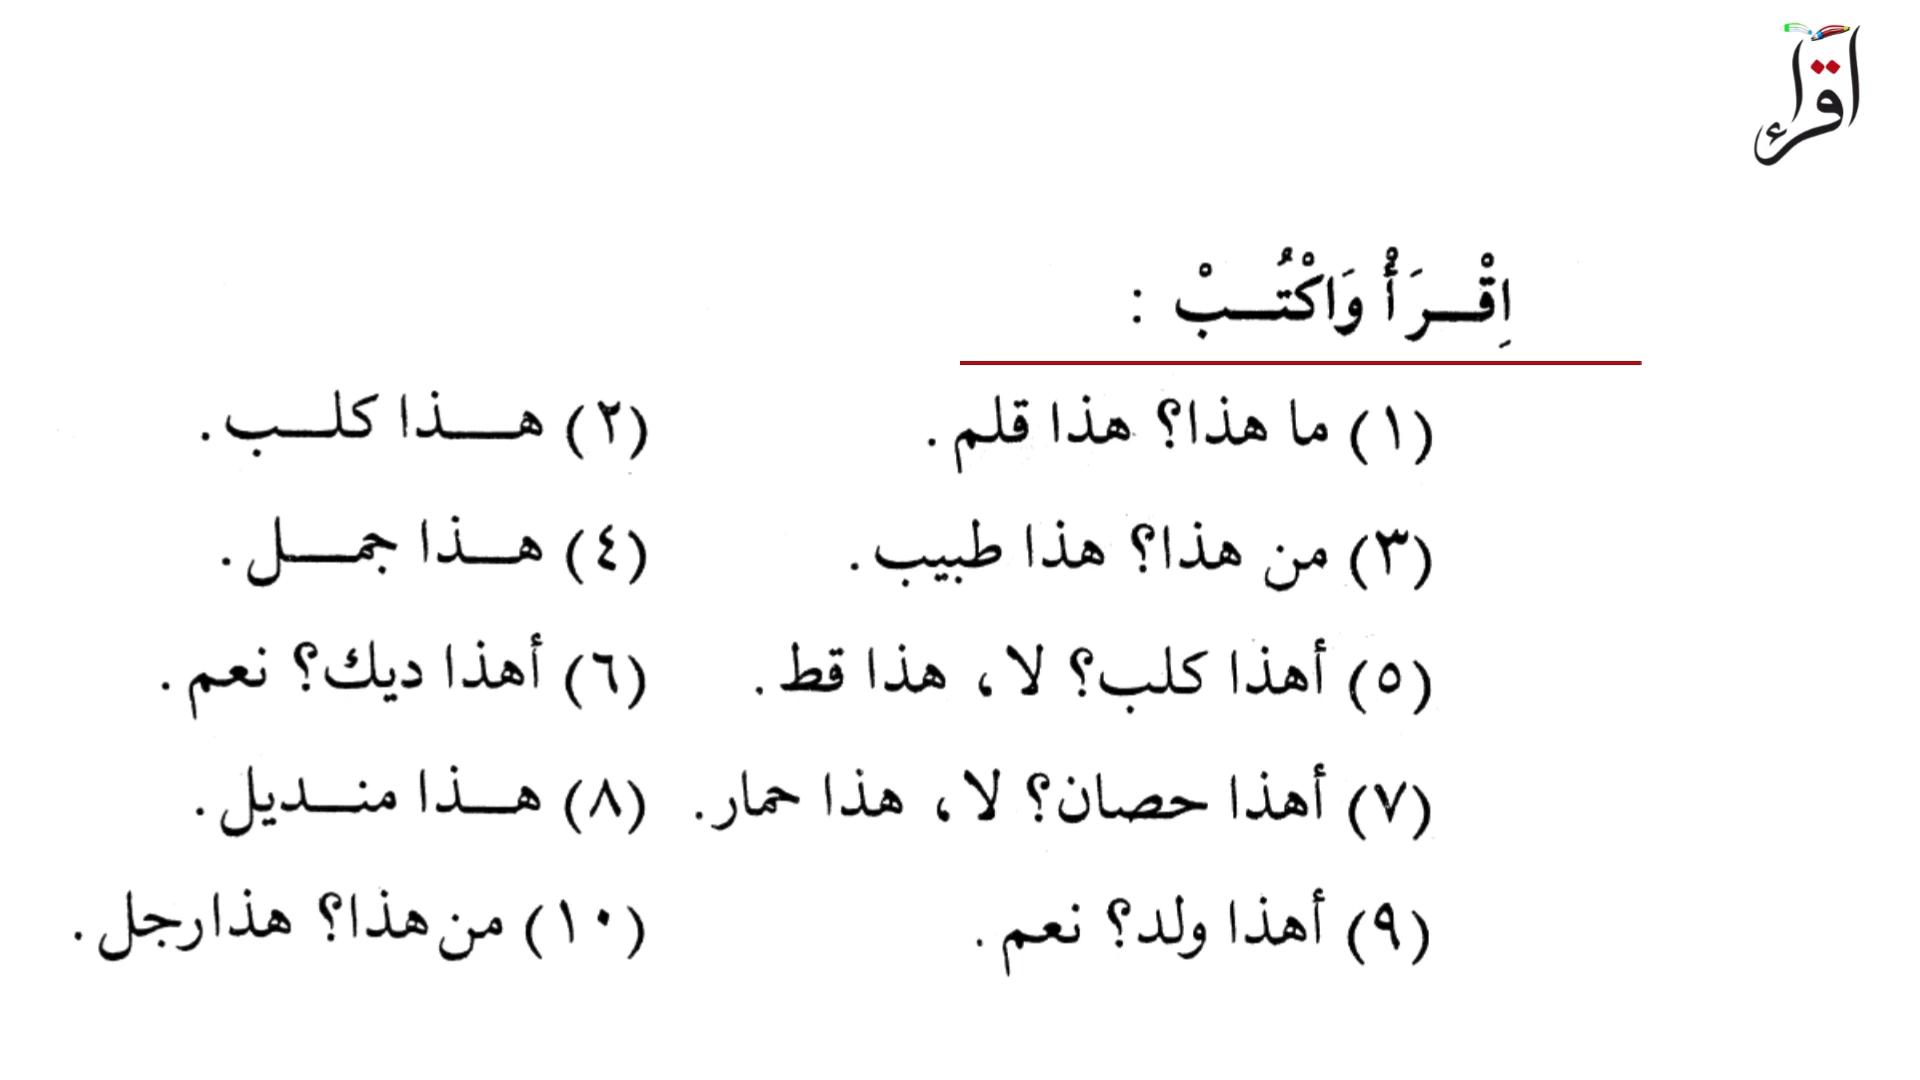 اقرأ
اِقْـــرَأْ وَاكْتُـــبْ :
(١) ما هذا؟ هذا قلم . (٢) هـــذا كلـــب .
(٣) من هذا؟ هذا طبيب . (٤) هـــذا جمـــل .
(٥) أهذا كلب؟ لا ، هذا قط . (٦) أهذا ديك؟ نعم .
(٧) أهذا حصان؟ لا ، هذا حمار . (٨) هـــذا منـــديل .
(٩) أهذا ولد؟ نعم . (١٠) من هذا؟ هذا رجل .